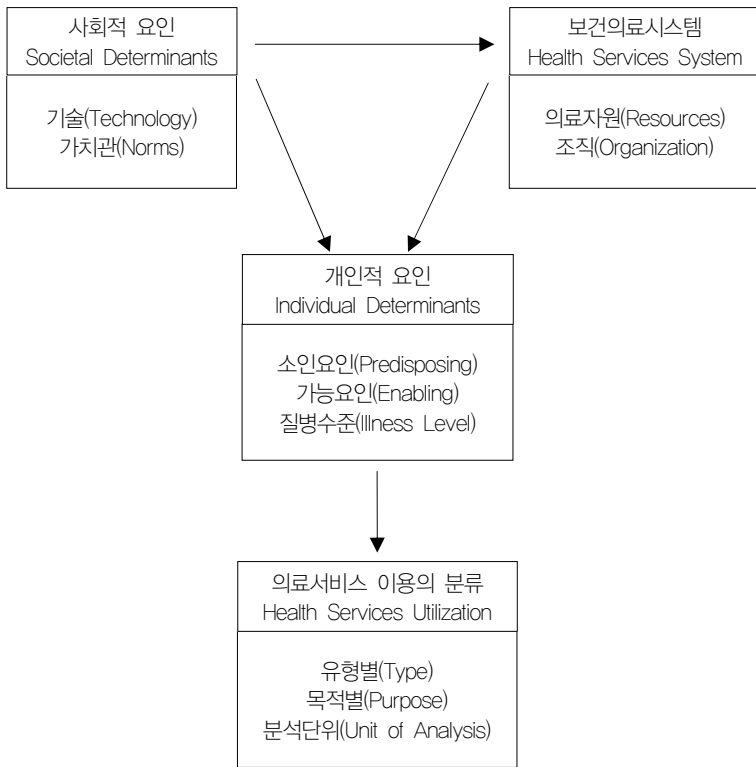 사회적 요인
Societal Determinants
기술(Technology)
가치관(Norms)
보건의료시스템
Health Services System
의료자원(Resources)
조직(Organization)
개인적 요인
Individual Determinants
소인요인(Predisposing)
가능요인(Enabling)
질병수준(Illness Level)
의료서비스 이용의 분류
Health Services Utilization
유형별(Type)
목적별(Purpose)
분석단위(Unit of Analysis)